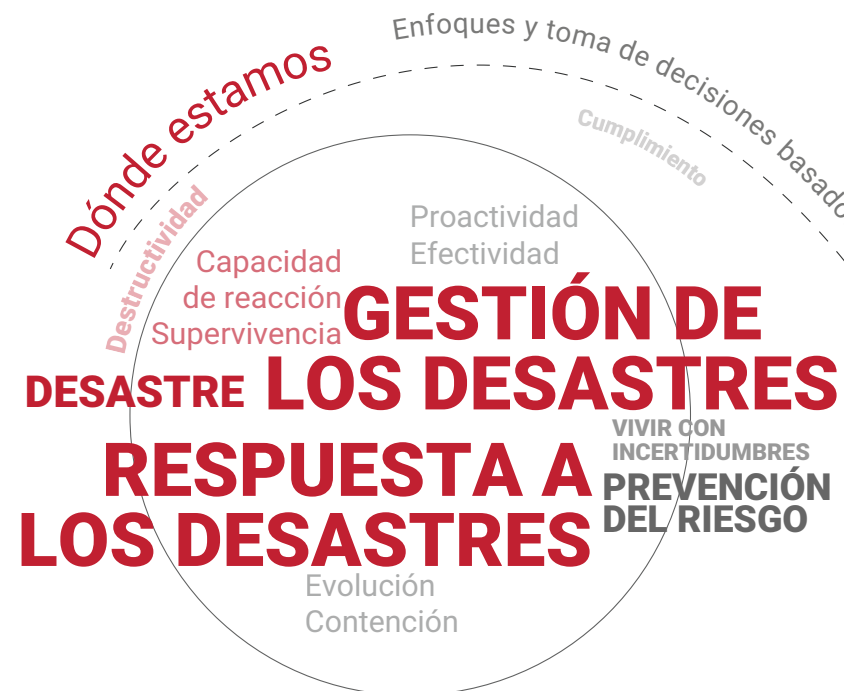 Dónde estamos
Enfoques y toma de decisiones basado
Cumplimiento
Destructividad
Proactividad
Efectividad
Capacidad
de reacción
Supervivencia
GESTIÓN DE
LOS DESASTRES
DESASTRE
VIVIR CON
INCERTIDUMBRES
RESPUESTA A
LOS DESASTRES
PREVENCIÓN
DEL RIESGO
Evolución
Contención